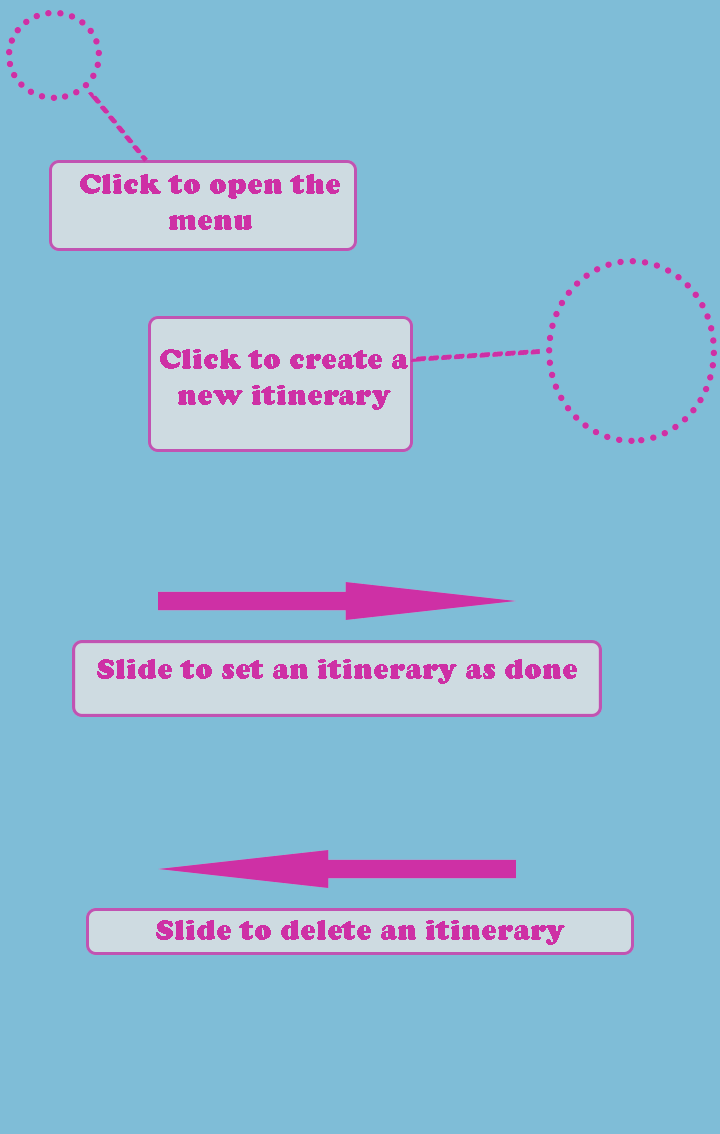 Click to open the
menu
Click to create a
new itinerary
Slide to set an itinerary as done
Slide to delete an itinerary